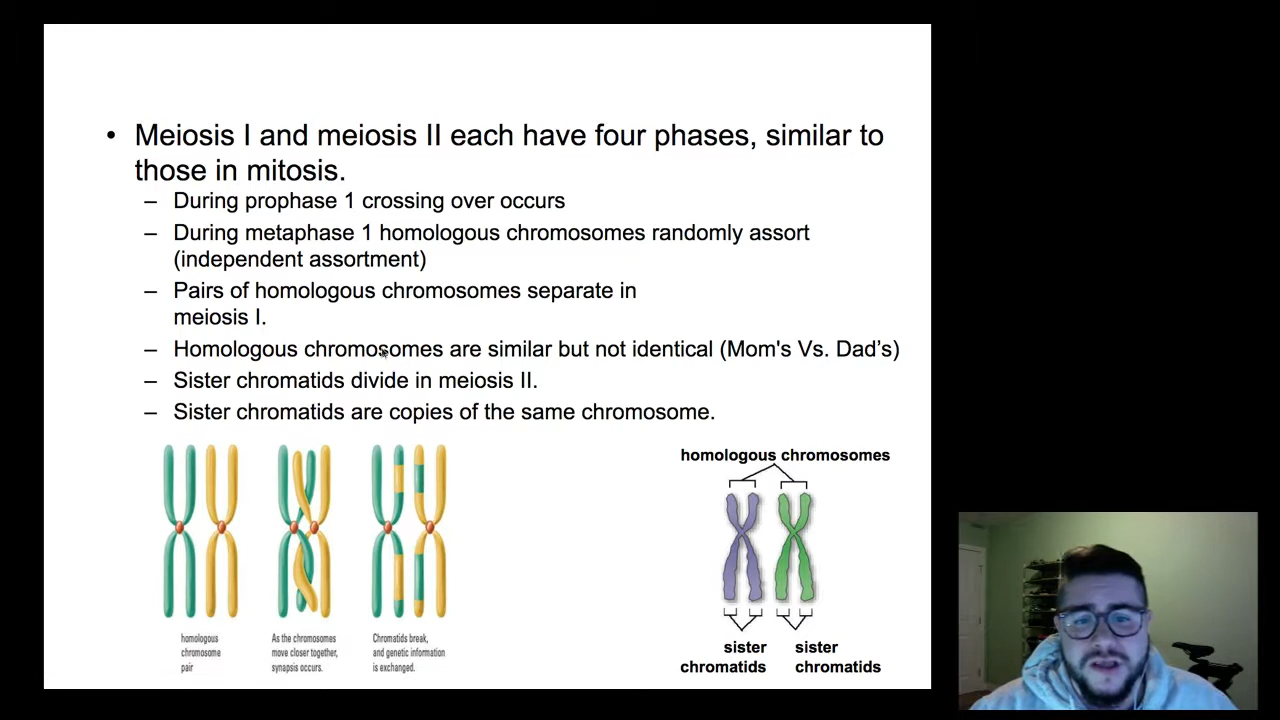 • Meiosis I and meiosis II each have four phases, similar to
those in mitosis.
– During prophase 1 crossing over occurs
– During metaphase 1 homologous chromosomes randomly assort
(independent assortment)
– Pairs of homologous chromosomes separate in
meiosis I.
– Homologous chromosomes are similar but not identical (Mom's Vs. Dad’s)
– Sister chromatids divide in meiosis II.
– Sister chromatids are copies of the same chromosome.
homologous
chromosome
pair
As the chromosomes
move closer together,
synapsis occurs.
Chromatids break,
and genetic information
is exchanged.
homologous chromosomes
sister
chromatids
sister
chromatids